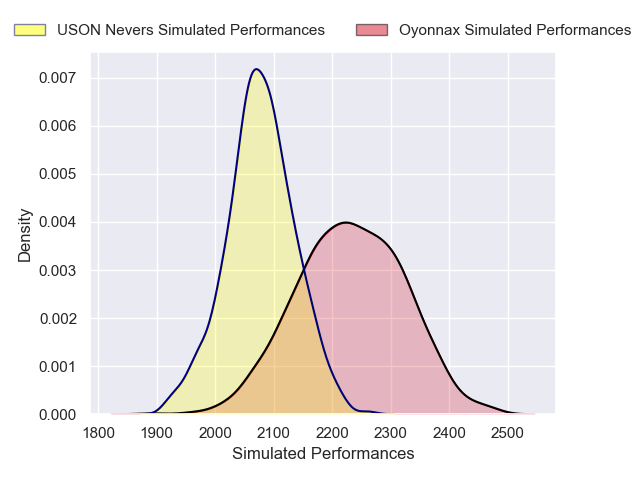 USON Nevers Simulated Performances
Oyonnax Simulated Performances
0.007
0.006
0.005
0.004
0.003
0.002
0.001
0.000
Density
1800 1900 2000 2100 2200 2300 2400 2500
Simulated Performances